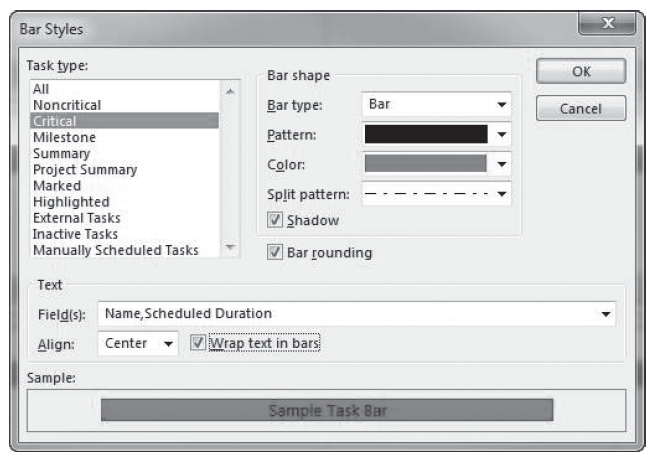 Bar Styles
x
Task type:
All
Noncritical
Critical
Milestone
Summary
Project Summary
Marked
Highlighted
External Tasks
Inactive Tasks
Manually Scheduled Tasks
Bar shape
Bar type: Bar
Pattern:
Color:
Split pattern:
Shadow
Bar rounding
OK
Cancel
Text
Field(s): Name,Scheduled Duration
Align: Center Wrap text in bars
Sample:
Sample Task Bar